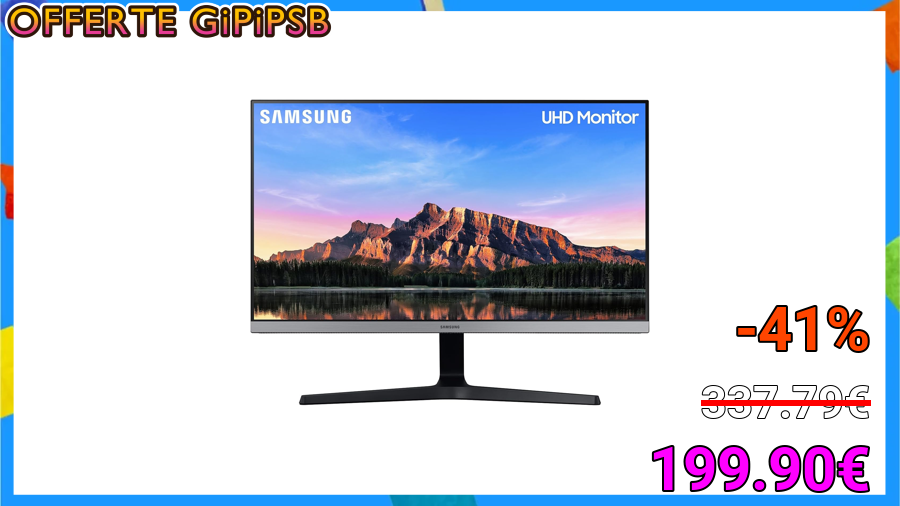 OFFERTE GiPiPSB
SAMSUNG
UHD Monitor
SAMSUNG
-41%
337.79€
199.90€